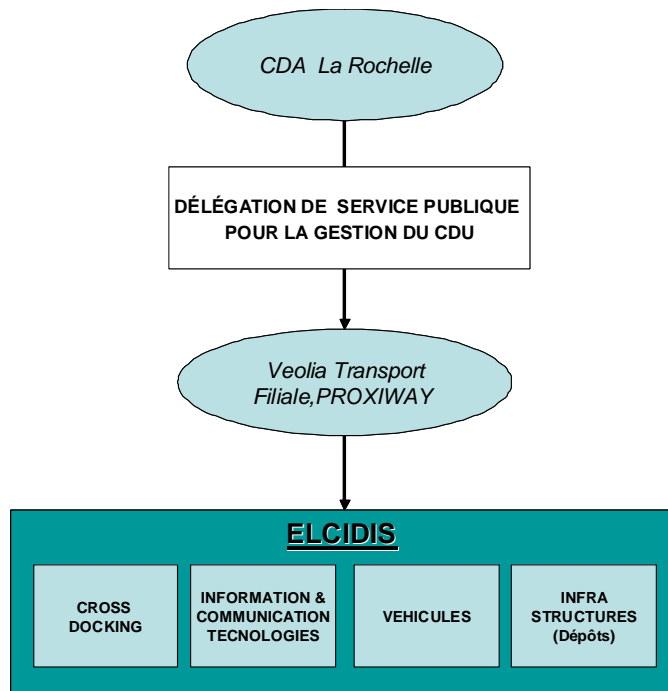 CDA La Rochelle
DÉLÉGATION DE SERVICE PUBLIQUE
POUR LA GESTION DU CDU
Veolia Transport
Filiale,PROXIWAY
ELCIDIS
CROSS
DOCKING
INFORMATION &
COMMUNICATION
TECNOLOGIES
VEHICULES
INFRA
STRUCTURES
(Dépôts)